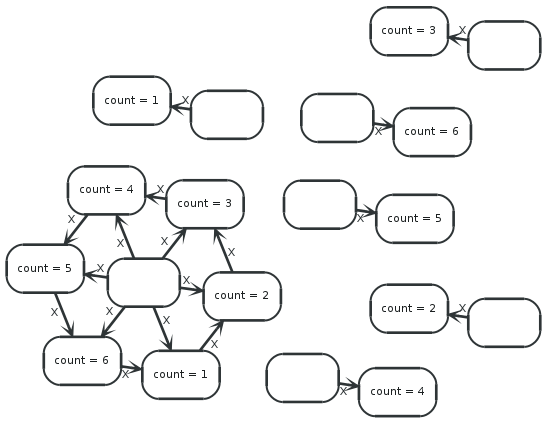 count = 3
x
count = 1
x
count = 6
x
count = 4
x
count = 3
x
x
count = 5
x
x
x
count = 5
x
x
count = 2
x
x
x
count = 2
x
count = 6
x
count = 1
x
count = 4
x